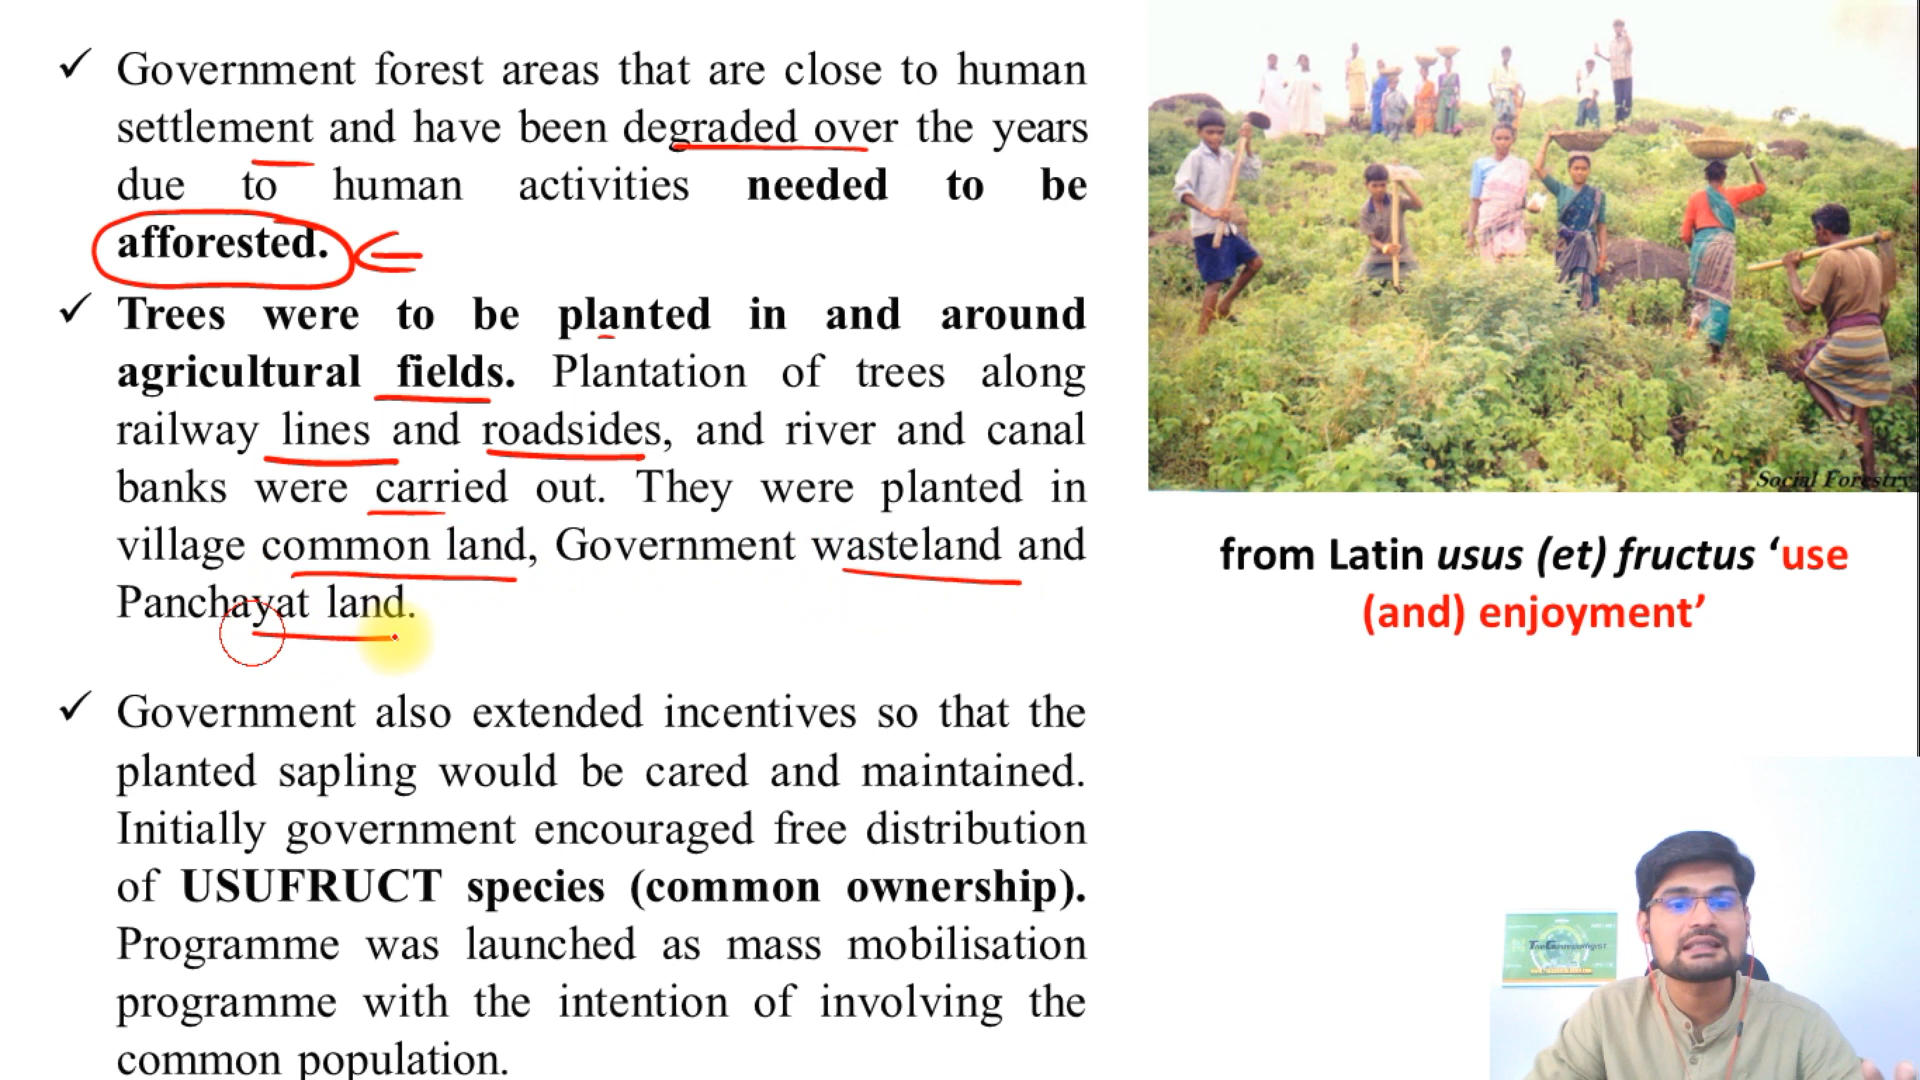 ✓ Government forest areas that are close to human
settlement and have been degraded over the years
due to human activities needed to be
afforested.
✓ Trees were to be planted in and around
agricultural fields. Plantation of trees along
railway lines and roadsides, and river and canal
banks were carried out. They were planted in
village common land, Government wasteland and
Panchayat land.
✓ Government also extended incentives so that the
planted sapling would be cared and maintained.
Initially government encouraged free distribution
of USUFRUCT species (common ownership).
Programme was launched as mass mobilisation
programme with the intention of involving the
common population.
Social Forestry
from Latin usus (et) fructus ‘use
(and) enjoyment’